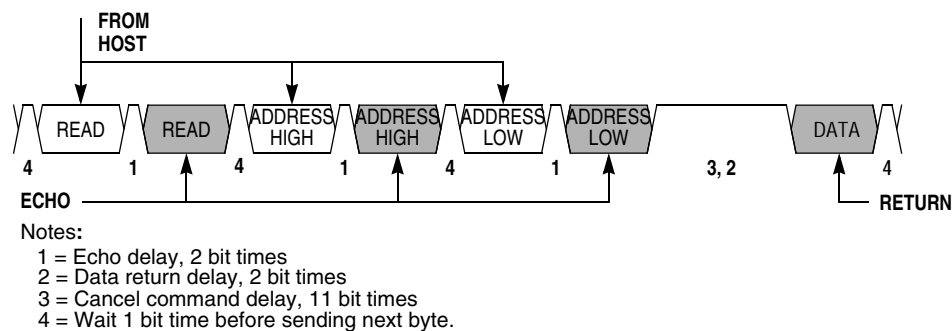 FROM
HOST
READ
READ
ADDRESS
HIGH
ADDRESS
HIGH
ADDRESS
LOW
ADDRESS
LOW
DATA
4
1
4
1
4
1
3, 2
4
ECHO
RETURN
Notes:
1 = Echo delay, 2 bit times
2 = Data return delay, 2 bit times
3 = Cancel command delay, 11 bit times
4 = Wait 1 bit time before sending next byte.